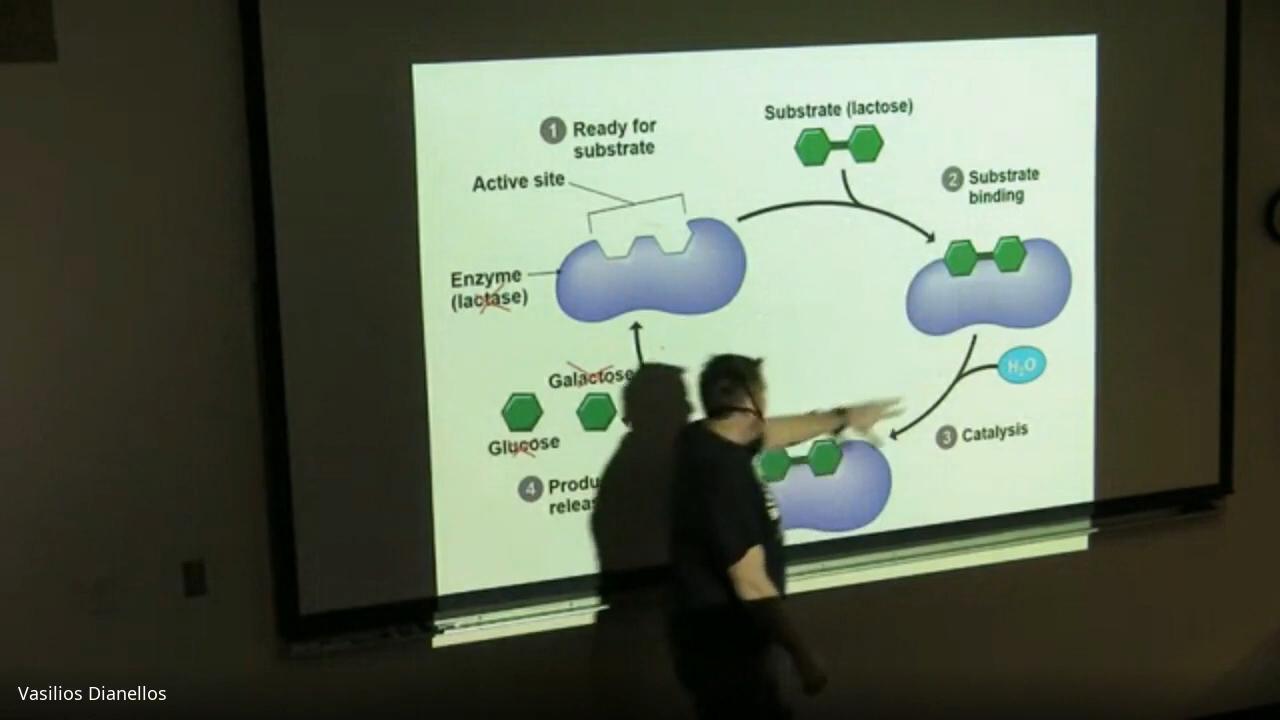 1 Ready for
substrate
Active site
Enzyme
(lactase)
Substrate (lactose)
2 Substrate
binding
H₂O
3 Catalysis
Galactose
Glucose
4
Vasilios Dianellos